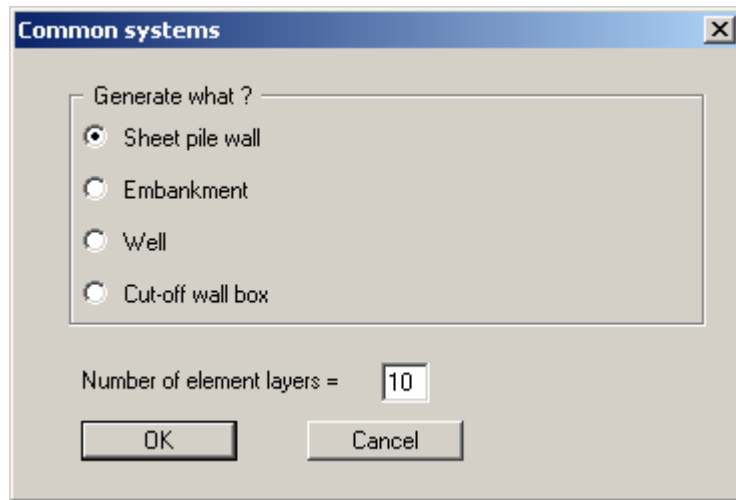 Common systems
Generate what ?
Sheet pile wall
Embankment
Well
Cut-off wall box
Number of element layers = 10
OK Cancel